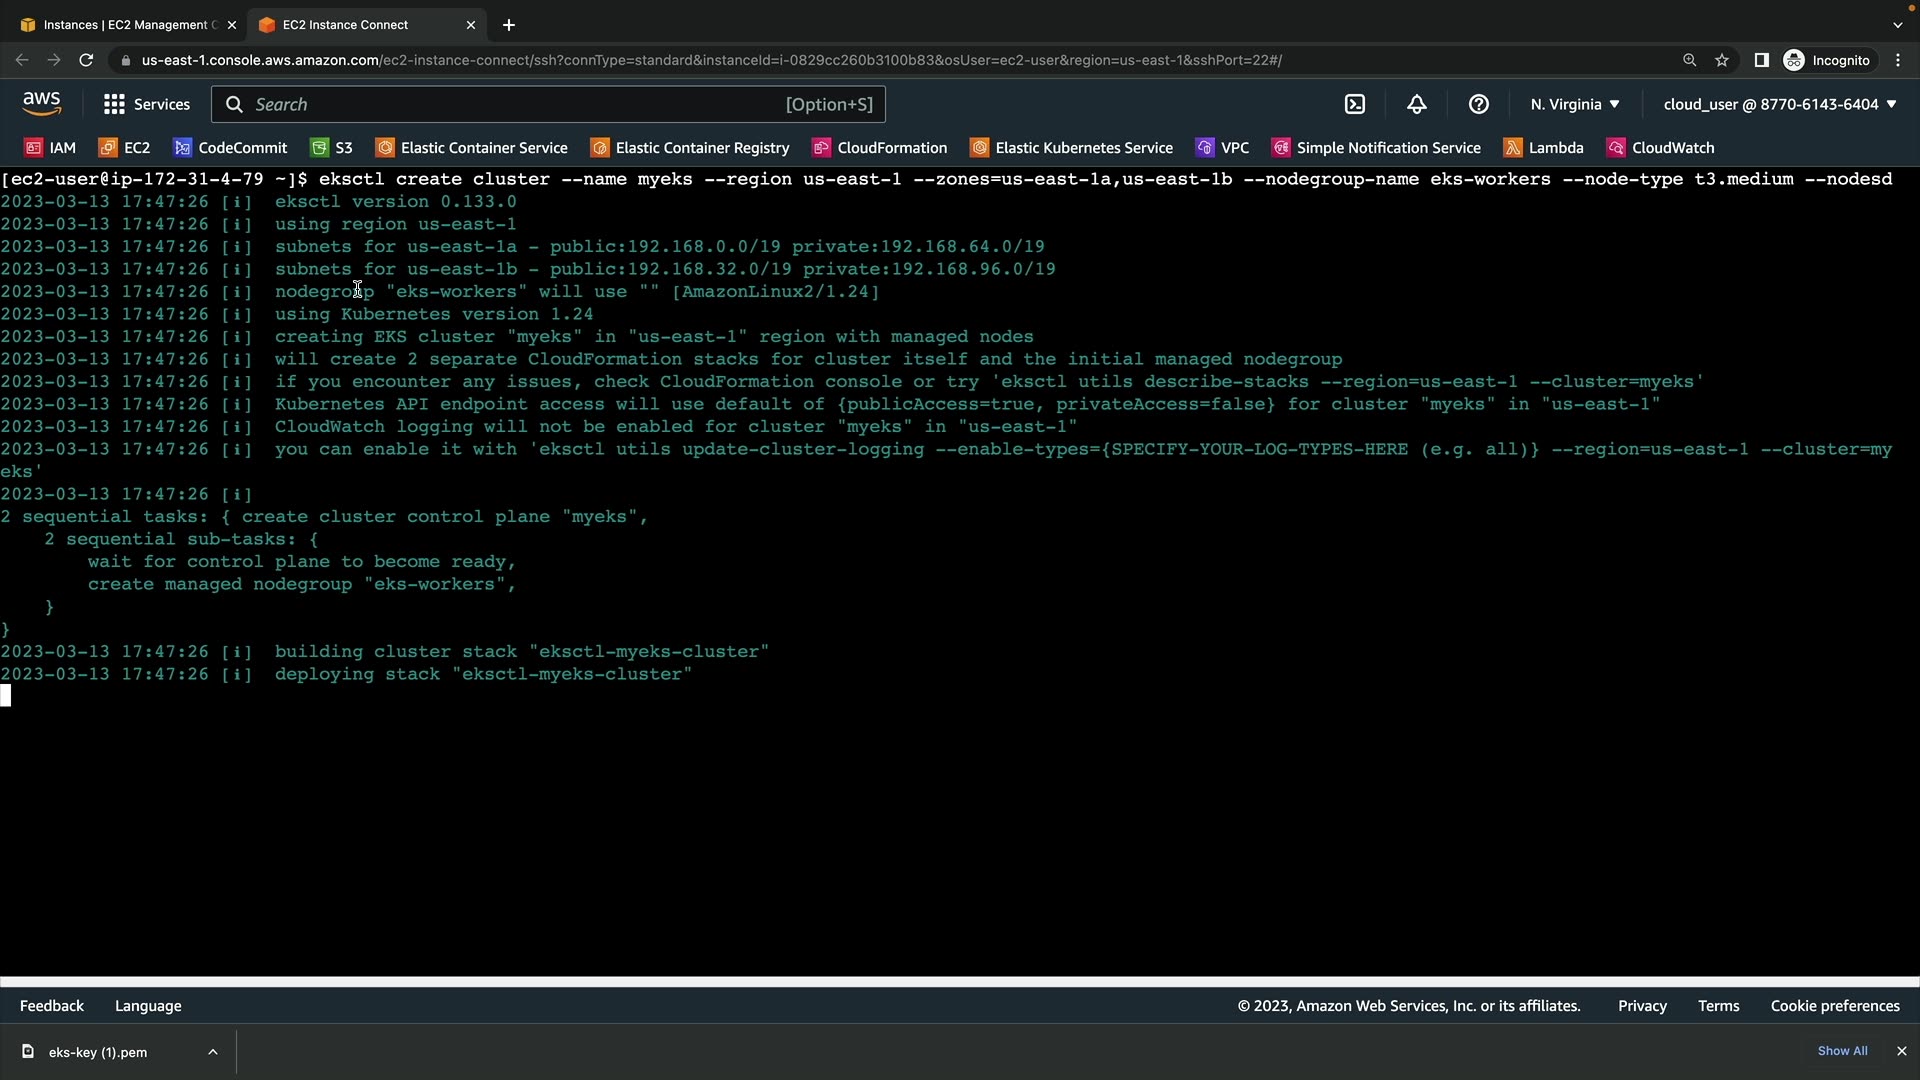 Instances | EC2 Management C
EC2 Instance Connect
us-east-1.console.aws.amazon.com/ec2-instance-connect/ssh?connType=standard&instanceId=i-0829cc260b3100b83&osUser=ec2-user&region=us-east-1&sshPort=22#/
Incognito
aws Services Search [Option+S] N. Virginia cloud_user @ 8770-6143-6404
IAM EC2 CodeCommit S3 Elastic Container Service Elastic Container Registry CloudFormation Elastic Kubernetes Service VPC Simple Notification Service Lambda CloudWatch
[ec2-user@ip-172-31-4-79 ~]$ eksctl create cluster --name myeks --region us-east-1 --zones=us-east-1a,us-east-1b --nodegroup-name eks-workers --node-type t3.medium --nodesd
2023-03-13 17:47:26 [ℹ]  eksctl version 0.133.0
2023-03-13 17:47:26 [ℹ]  using region us-east-1
2023-03-13 17:47:26 [ℹ]  subnets for us-east-1a - public:192.168.0.0/19 private:192.168.64.0/19
2023-03-13 17:47:26 [ℹ]  subnets for us-east-1b - public:192.168.32.0/19 private:192.168.96.0/19
2023-03-13 17:47:26 [ℹ]  nodegroup "eks-workers" will use "" [AmazonLinux2/1.24]
2023-03-13 17:47:26 [ℹ]  using Kubernetes version 1.24
2023-03-13 17:47:26 [ℹ]  creating EKS cluster "myeks" in "us-east-1" region with managed nodes
2023-03-13 17:47:26 [ℹ]  will create 2 separate CloudFormation stacks for cluster itself and the initial managed nodegroup
2023-03-13 17:47:26 [ℹ]  if you encounter any issues, check CloudFormation console or try 'eksctl utils describe-stacks --region=us-east-1 --cluster=myeks'
2023-03-13 17:47:26 [ℹ]  Kubernetes API endpoint access will use default of {publicAccess=true, privateAccess=false} for cluster "myeks" in "us-east-1"
2023-03-13 17:47:26 [ℹ]  CloudWatch logging will not be enabled for cluster "myeks" in "us-east-1"
2023-03-13 17:47:26 [ℹ]  you can enable it with 'eksctl utils update-cluster-logging --enable-types={SPECIFY-YOUR-LOG-TYPES-HERE (e.g. all)} --region=us-east-1 --cluster=my
eks'
2023-03-13 17:47:26 [ℹ]
2 sequential tasks: { create cluster control plane "myeks",
    2 sequential sub-tasks: {
        wait for control plane to become ready,
        create managed nodegroup "eks-workers",
    }
}
2023-03-13 17:47:26 [ℹ]  building cluster stack "eksctl-myeks-cluster"
2023-03-13 17:47:26 [ℹ]  deploying stack "eksctl-myeks-cluster"
Feedback Language © 2023, Amazon Web Services, Inc. or its affiliates. Privacy Terms Cookie preferences
eks-key (1).pem Show All